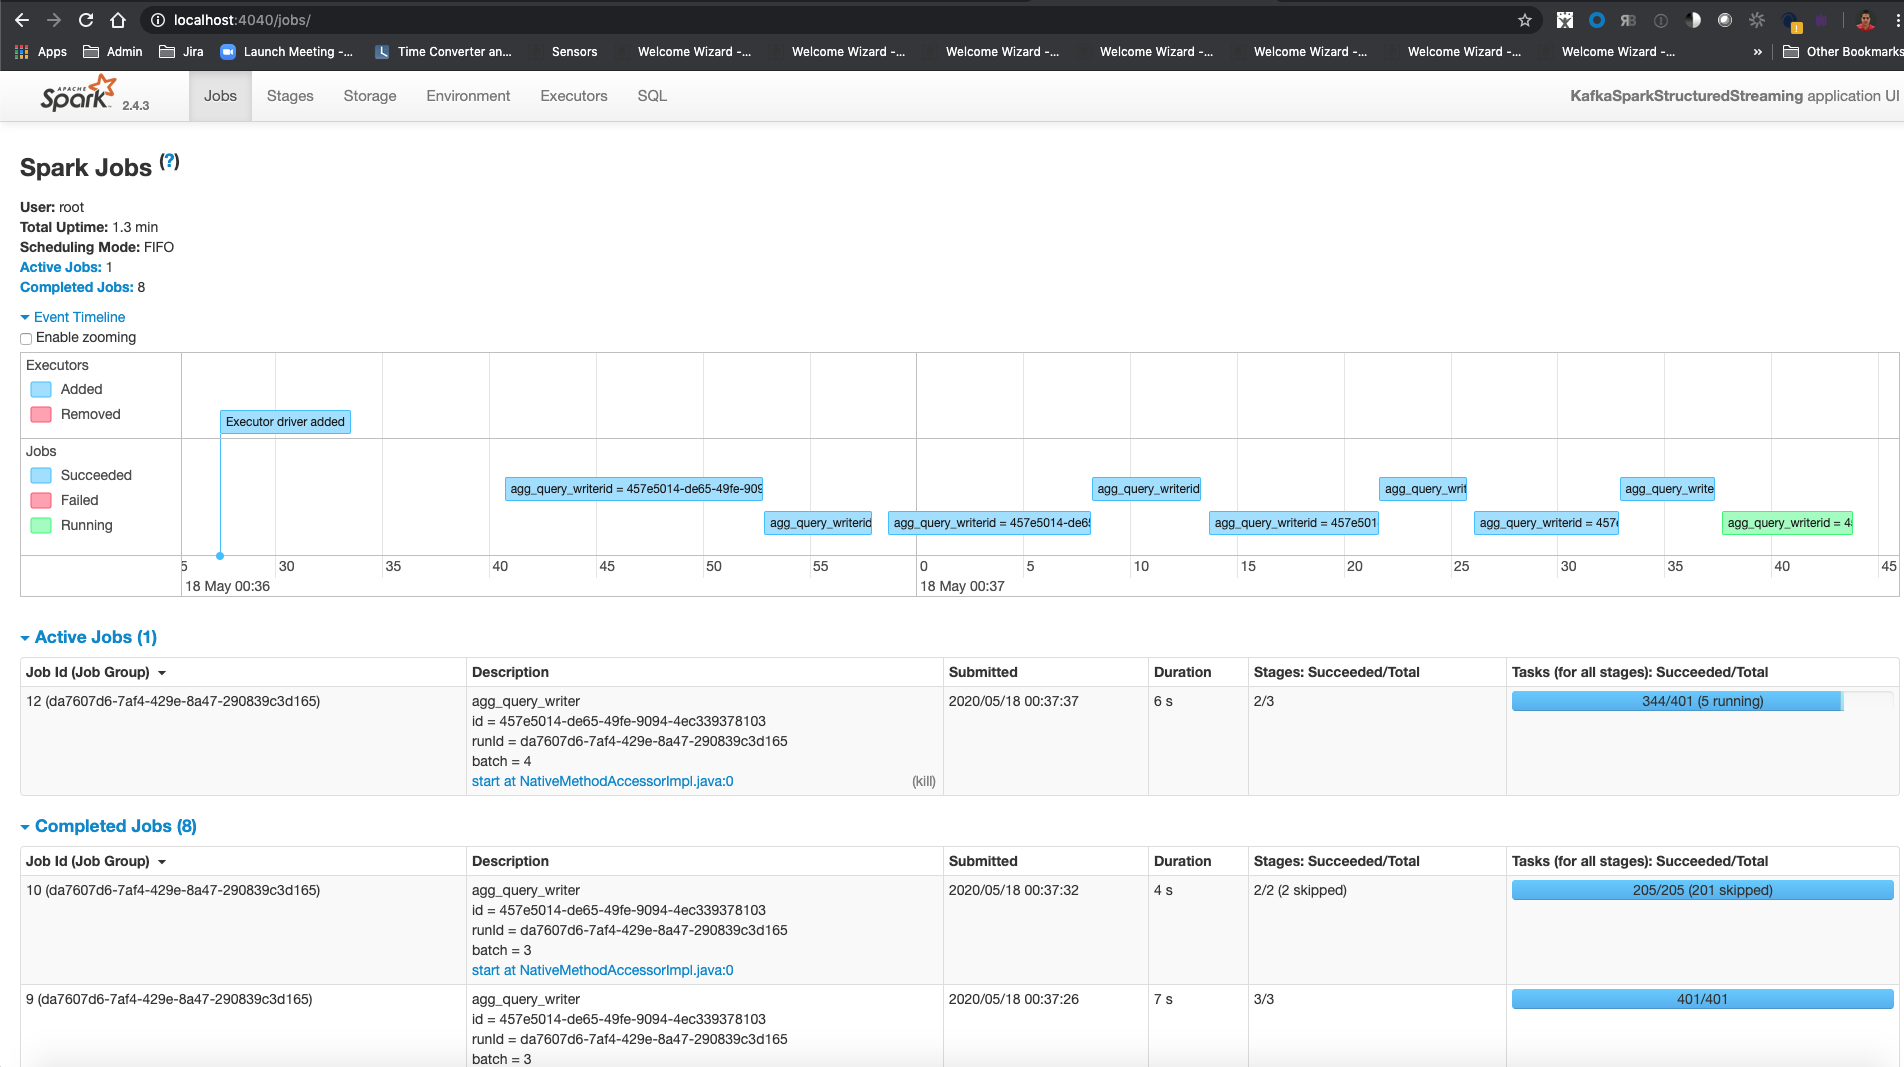 localhost:4040/jobs/
Apps Admin Jira Launch Meeting -... Time Converter an... Sensors Welcome Wizard -... Welcome Wizard -... Welcome Wizard -... Welcome Wizard -... Welcome Wizard -... Welcome Wizard -... Welcome Wizard -... » Other Bookmarks
APACHE Spark 2.4.3 Jobs Stages Storage Environment Executors SQL KafkaSparkStructuredStreaming application UI
Spark Jobs (?)
User: root
Total Uptime: 1.3 min
Scheduling Mode: FIFO
Active Jobs: 1
Completed Jobs: 8
Event Timeline
Enable zooming
Executors
Added
Removed
Executor driver added
Jobs
Succeeded
Failed
Running
agg_query_writerid = 457e5014-de65-49fe-909 agg_query_writerid agg_query_writ agg_query_write
agg_query_writerid agg_query_writerid = 457e5014-de65 agg_query_writerid = 457e501 agg_query_writerid = 457e agg_query_writerid = 45
5 30 35 40 45 50 55 0 5 10 15 20 25 30 35 40 45
18 May 00:36 18 May 00:37
Active Jobs (1)
Job Id (Job Group) Description Submitted Duration Stages: Succeeded/Total Tasks (for all stages): Succeeded/Total
12 (da7607d6-7af4-429e-8a47-290839c3d165) agg_query_writer 2020/05/18 00:37:37 6 s 2/3 344/401 (5 running)
id = 457e5014-de65-49fe-9094-4ec339378103
runId = da7607d6-7af4-429e-8a47-290839c3d165
batch = 4
start at NativeMethodAccessorImpl.java:0 (kill)
Completed Jobs (8)
Job Id (Job Group) Description Submitted Duration Stages: Succeeded/Total Tasks (for all stages): Succeeded/Total
10 (da7607d6-7af4-429e-8a47-290839c3d165) agg_query_writer 2020/05/18 00:37:32 4 s 2/2 (2 skipped) 205/205 (201 skipped)
id = 457e5014-de65-49fe-9094-4ec339378103
runId = da7607d6-7af4-429e-8a47-290839c3d165
batch = 3
start at NativeMethodAccessorImpl.java:0
9 (da7607d6-7af4-429e-8a47-290839c3d165) agg_query_writer 2020/05/18 00:37:26 7 s 3/3 401/401
id = 457e5014-de65-49fe-9094-4ec339378103
runId = da7607d6-7af4-429e-8a47-290839c3d165
batch = 3